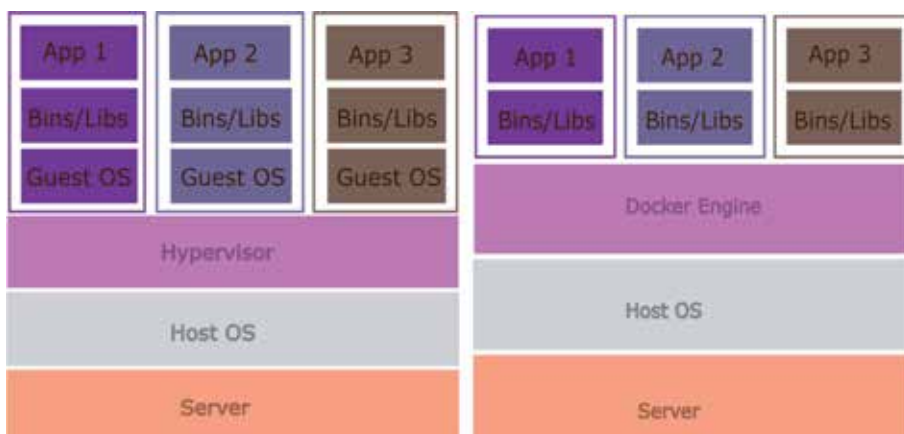 App 1
App 2
App 3
Bins/Libs
Bins/Libs
Bins/Libs
Guest OS
Guest OS
Guest OS
Hypervisor
Host OS
Server
App 1
App 2
App 3
Bins/Libs
Bins/Libs
Bins/Libs
Docker Engine
Host OS
Server